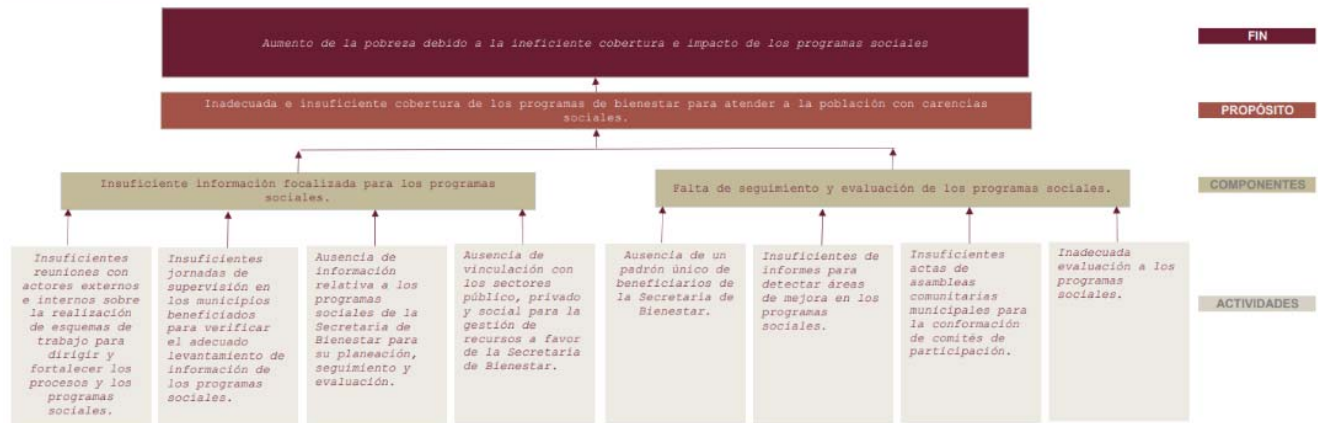 Aumento de la pobreza debido a la ineficiente cobertura e impacto de los programas sociales
FIN
Inadecuada e insuficiente cobertura de los programas de bienestar para atender a la población con carencias
sociales.
PROPÓSITO
Insuficiente información focalizada para los programas
sociales.
Falta de seguimiento y evaluación de los programas sociales.
COMPONENTES
Insuficientes
reuniones con
actores externos
e internos sobre
la realización
de esquemas de
trabajo para
dirigir y
fortalecer los
procesos y los
programas
sociales.
Insuficientes
jornadas de
supervisión en
los municipios
beneficiados
para verificar
el adecuado
levantamiento de
información de
los programas
sociales.
Ausencia de
información
relativa a los
programas
sociales de la
Secretaría de
Bienestar para
su planeación,
seguimiento y
evaluación.
Ausencia de
vinculación con
los sectores
público, privado
y social para la
gestión de
recursos a favor
de la Secretaría
de Bienestar.
Ausencia de un
padrón único de
beneficiarios
de la Secretaría de
Bienestar.
Insuficientes de
informes para
detectar áreas
de mejora en los
programas
sociales.
Insuficientes
actas de
asambleas
comunitarias
municipales para
la conformación
de comités de
participación.
Inadecuada
evaluación a los
programas
sociales.
ACTIVIDADES